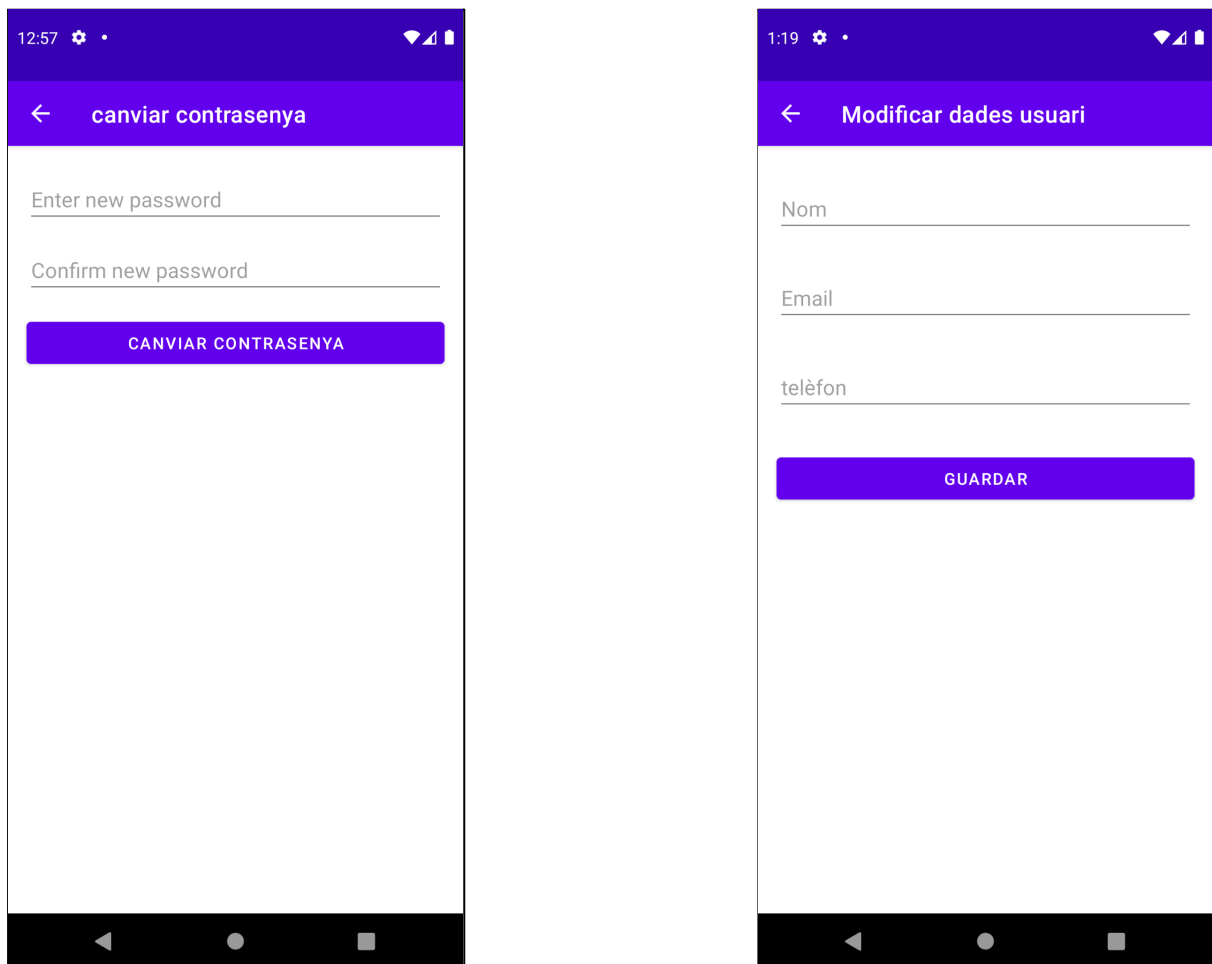 12:57
canviar contrasenya
Enter new password
Confirm new password
CANVIAR CONTRASENYA
1:19
Modificar dades usuari
Nom
Email
telèfon
GUARDAR